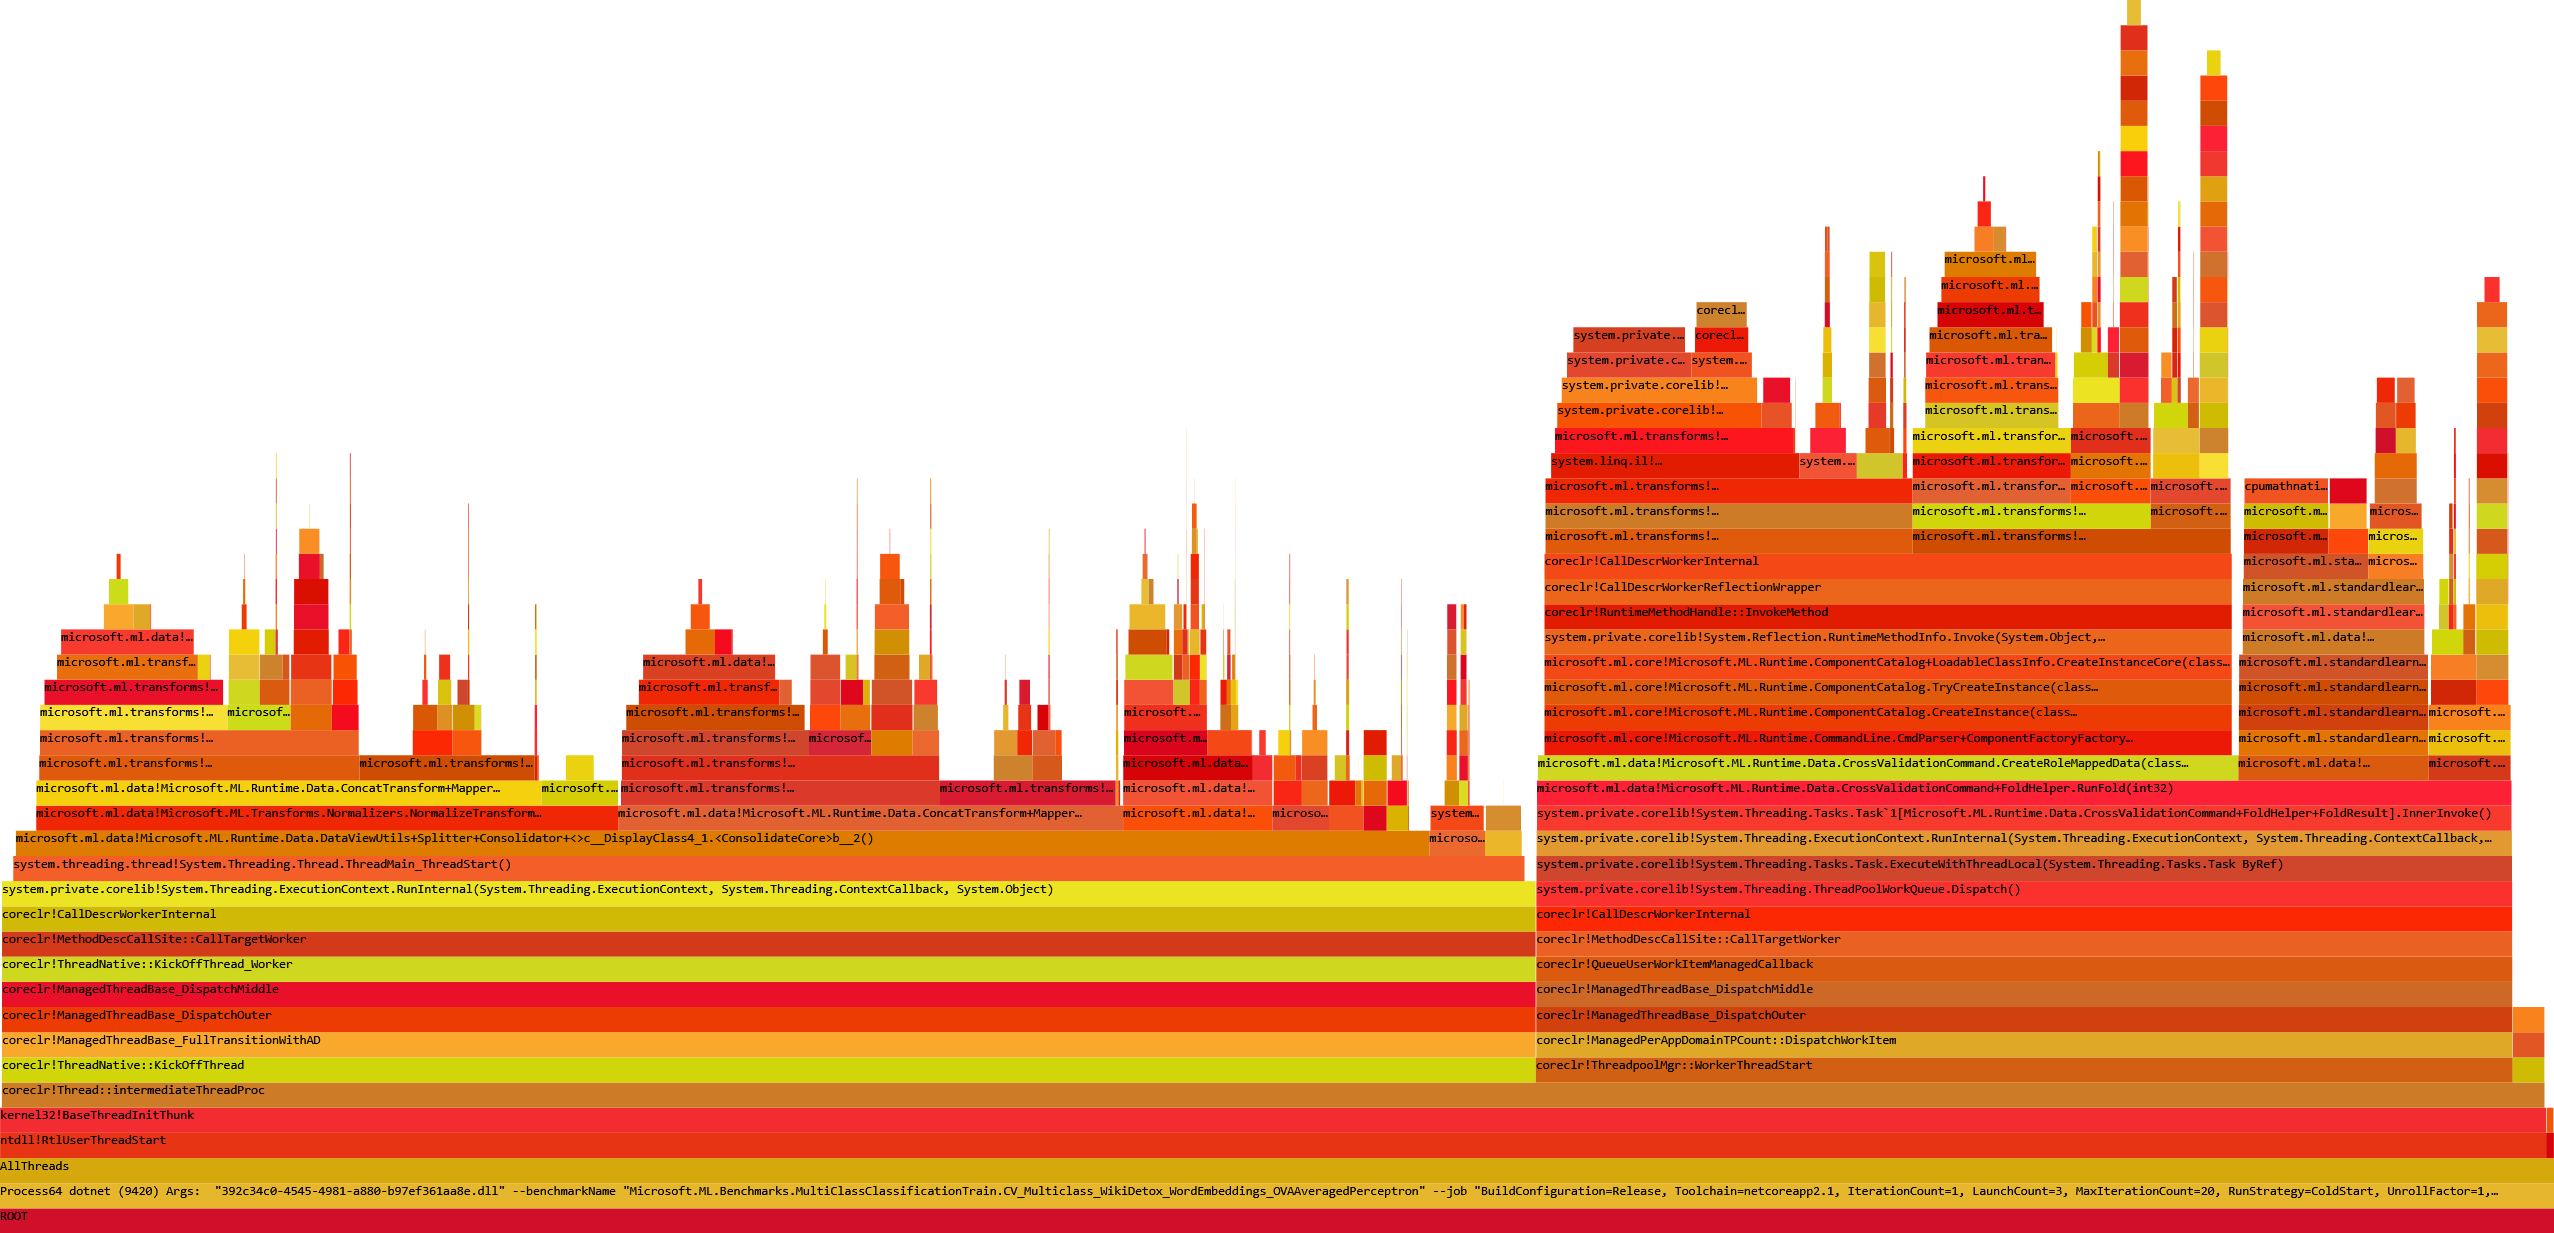 microsoft.ml…
microsoft.ml.…
corecl… microsoft.ml.t…
system.private.… corecl… microsoft.ml.tra…
system.private.c… system.… microsoft.ml.tran…
system.private.corelib!… microsoft.ml.trans…
system.private.corelib!… microsoft.ml.trans…
microsoft.ml.transforms!… microsoft.ml.transfor… microsoft.…
system.linq.il!… system.… microsoft.ml.transfor… microsoft.…
microsoft.ml.transforms!… microsoft.ml.transfor… microsoft.… microsoft.… cpumathnati…
microsoft.ml.transforms!… microsoft.ml.transforms!… microsoft.… microsoft.m… micros…
microsoft.ml.transforms!… microsoft.ml.transforms!… microsoft.m… micros…
coreclr!CallDescrWorkerInternal microsoft.ml.sta… micros…
coreclr!CallDescrWorkerReflectionWrapper microsoft.ml.standardlear…
coreclr!RuntimeMethodHandle::InvokeMethod microsoft.ml.standardlear…
microsoft.ml.data!… system.private.corelib!System.Reflection.RuntimeMethodInfo.Invoke(System.Object,… microsoft.ml.data!…
microsoft.ml.transf… microsoft.ml.data!… microsoft.ml.core!Microsoft.ML.Runtime.ComponentCatalog+LoadableClassInfo.CreateInstanceCore(class… microsoft.ml.standardlearn…
microsoft.ml.transforms!… microsoft.ml.transf… microsoft.ml.core!Microsoft.ML.Runtime.ComponentCatalog.TryCreateInstance(class… microsoft.ml.standardlearn…
microsoft.ml.transforms!… microsof… microsoft.ml.transforms!… microsoft.… microsoft.ml.core!Microsoft.ML.Runtime.ComponentCatalog.CreateInstance(class… microsoft.ml.standardlearn… microsoft.…
microsoft.ml.transforms!… microsoft.ml.transforms!… microsof… microsoft.m… microsoft.ml.core!Microsoft.ML.Runtime.CommandLine.CmdParser+ComponentFactoryFactory… microsoft.ml.standardlearn… microsoft.…
microsoft.ml.transforms!… microsoft.ml.transforms!… microsoft.ml.transforms!… microsoft.ml.data… microsoft.ml.data!Microsoft.ML.Runtime.Data.CrossValidationCommand.CreateRoleMappedData(class… microsoft.ml.data!… microsoft.…
microsoft.ml.data!Microsoft.ML.Runtime.Data.ConcatTransform+Mapper… microsoft.… microsoft.ml.transforms!… microsoft.ml.transforms!… microsoft.ml.data!… microsoft.ml.data!Microsoft.ML.Runtime.Data.CrossValidationCommand+FoldHelper.RunFold(int32)
microsoft.ml.data!Microsoft.ML.Transforms.Normalizers.NormalizeTransform… microsoft.ml.data!Microsoft.ML.Runtime.Data.ConcatTransform+Mapper… microsoft.ml.data!… microso… system… system.private.corelib!System.Threading.Tasks.Task`1[Microsoft.ML.Runtime.Data.CrossValidationCommand+FoldHelper+FoldResult].InnerInvoke()
microsoft.ml.data!Microsoft.ML.Runtime.Data.DataViewUtils+Splitter+Consolidator+<>c__DisplayClass4_1.<ConsolidateCore>b__2() microso… system.private.corelib!System.Threading.ExecutionContext.RunInternal(System.Threading.ExecutionContext, System.Threading.ContextCallback,…
system.threading.thread!System.Threading.Thread.ThreadMain_ThreadStart() system.private.corelib!System.Threading.Tasks.Task.ExecuteWithThreadLocal(System.Threading.Tasks.Task ByRef)
system.private.corelib!System.Threading.ExecutionContext.RunInternal(System.Threading.ExecutionContext, System.Threading.ContextCallback, System.Object) system.private.corelib!System.Threading.ThreadPoolWorkQueue.Dispatch()
coreclr!CallDescrWorkerInternal coreclr!CallDescrWorkerInternal
coreclr!MethodDescCallSite::CallTargetWorker coreclr!MethodDescCallSite::CallTargetWorker
coreclr!ThreadNative::KickOffThread_Worker coreclr!QueueUserWorkItemManagedCallback
coreclr!ManagedThreadBase_DispatchMiddle coreclr!ManagedThreadBase_DispatchMiddle
coreclr!ManagedThreadBase_DispatchOuter coreclr!ManagedThreadBase_DispatchOuter
coreclr!ManagedThreadBase_FullTransitionWithAD coreclr!ManagedPerAppDomainTPCount::DispatchWorkItem
coreclr!ThreadNative::KickOffThread coreclr!ThreadpoolMgr::WorkerThreadStart
coreclr!Thread::intermediateThreadProc
kernel32!BaseThreadInitThunk
ntdll!RtlUserThreadStart
AllThreads
Process64 dotnet (9420) Args:  "392c34c0-4545-4981-a880-b97ef361aa8e.dll" --benchmarkName "Microsoft.ML.Benchmarks.MultiClassClassificationTrain.CV_Multiclass_WikiDetox_WordEmbeddings_OVAAveragedPerceptron" --job "BuildConfiguration=Release, Toolchain=netcoreapp2.1, IterationCount=1, LaunchCount=3, MaxIterationCount=20, RunStrategy=ColdStart, UnrollFactor=1,…
ROOT